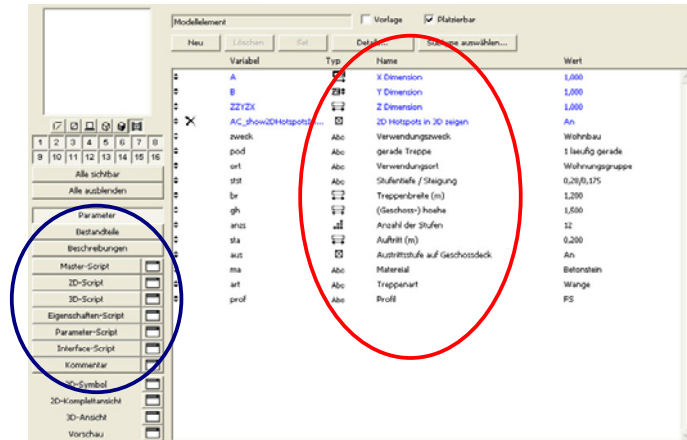 Modellelement Vorlage Platzierbar
Neu Löschen Set Details... Subtype auswählen...
Variabel Typ Name Wert
A X Dimension 1,000
B Y Dimension 1,000
ZZYZX Z Dimension 1,000
AC_show2DHotspotsI... 2D Hotspots in 3D zeigen An
zweck Abc Verwendungszweck Wohnbau
pod Abc gerade Treppe 1 laeufig gerade
ort Abc Verwendungsort Wohnungsgruppe
stst Abc Stufentiefe / Steigung 0,28/0,175
br Treppenbreite (m) 1,200
gh (Geschoss-) hoehe 1,500
anzs Anzahl der Stufen 12
sta Auftritt (m) 0,200
aus Austrittsstufe auf Geschossdeck An
ma Abc Matereial Betonstein
art Abc Treppenart Wange
prof Abc Profil FS
1 2 3 4 5 6 7 8
9 10 11 12 13 14 15 16
Alle sichtbar
Alle ausblenden
Parameter
Bestandteile
Beschreibungen
Master-Script
2D-Script
3D-Script
Eigenschaften-Script
Parameter-Script
Interface-Script
Kommentar
2D-Symbol
2D-Komplettansicht
3D-Ansicht
Vorschau